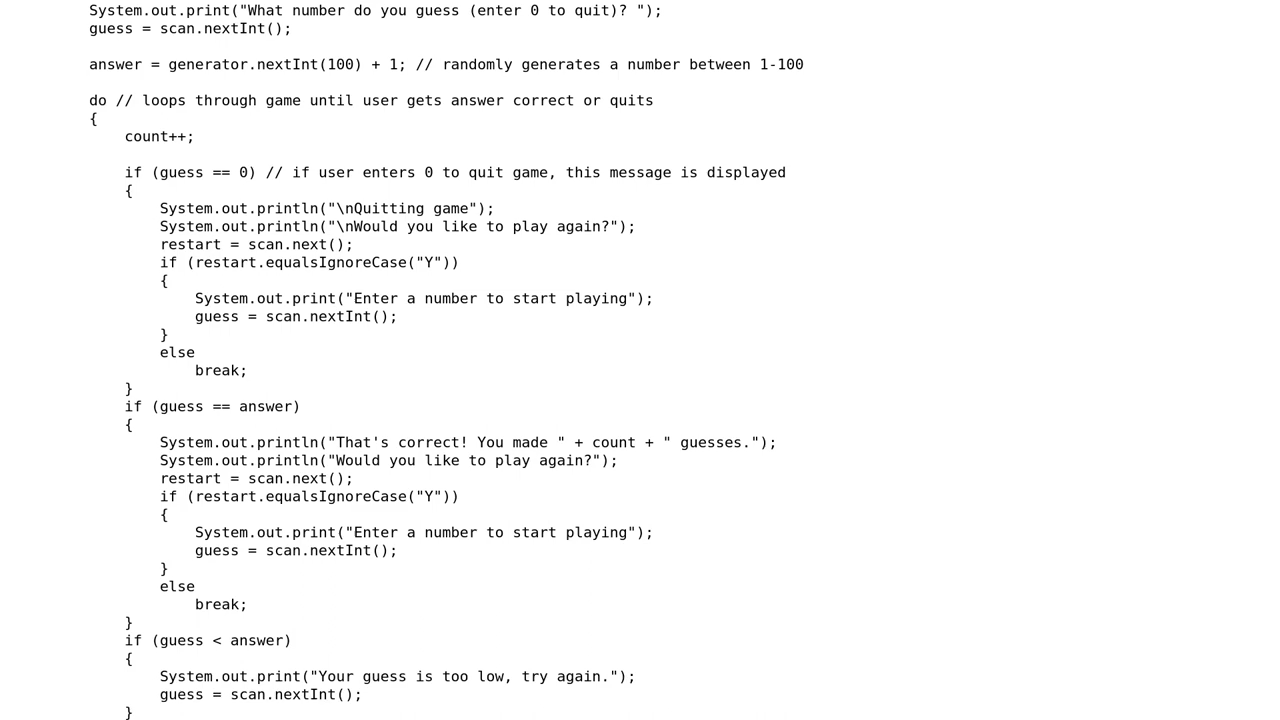 System.out.print("What number do you guess (enter 0 to quit)? ");
guess = scan.nextInt();
answer = generator.nextInt(100) + 1; // randomly generates a number between 1-100
do // loops through game until user gets answer correct or quits
{
count++;
if (guess == 0) // if user enters 0 to quit game, this message is displayed
{
System.out.println("\nQuitting game");
System.out.println("\nWould you like to play again?");
restart = scan.next();
if (restart.equalsIgnoreCase("Y"))
{
System.out.print("Enter a number to start playing");
guess = scan.nextInt();
}
else
break;
}
if (guess == answer)
{
System.out.println("That's correct! You made " + count + " guesses.");
System.out.println("Would you like to play again?");
restart = scan.next();
if (restart.equalsIgnoreCase("Y"))
{
System.out.print("Enter a number to start playing");
guess = scan.nextInt();
}
else
break;
}
if (guess < answer)
{
System.out.print("Your guess is too low, try again.");
guess = scan.nextInt();
}